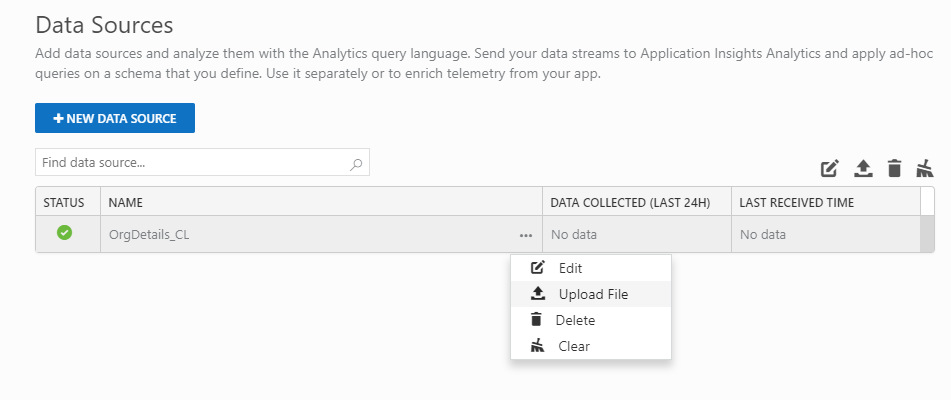 Data Sources
Add data sources and analyze them with the Analytics query language. Send your data streams to Application Insights Analytics and apply ad-hoc
queries on a schema that you define. Use it separately or to enrich telemetry from your app.
NEW DATA SOURCE
Find data source...
STATUS NAME DATA COLLECTED (LAST 24H) LAST RECEIVED TIME
OrgDetails_CL ... No data No data
Edit
Upload File
Delete
Clear